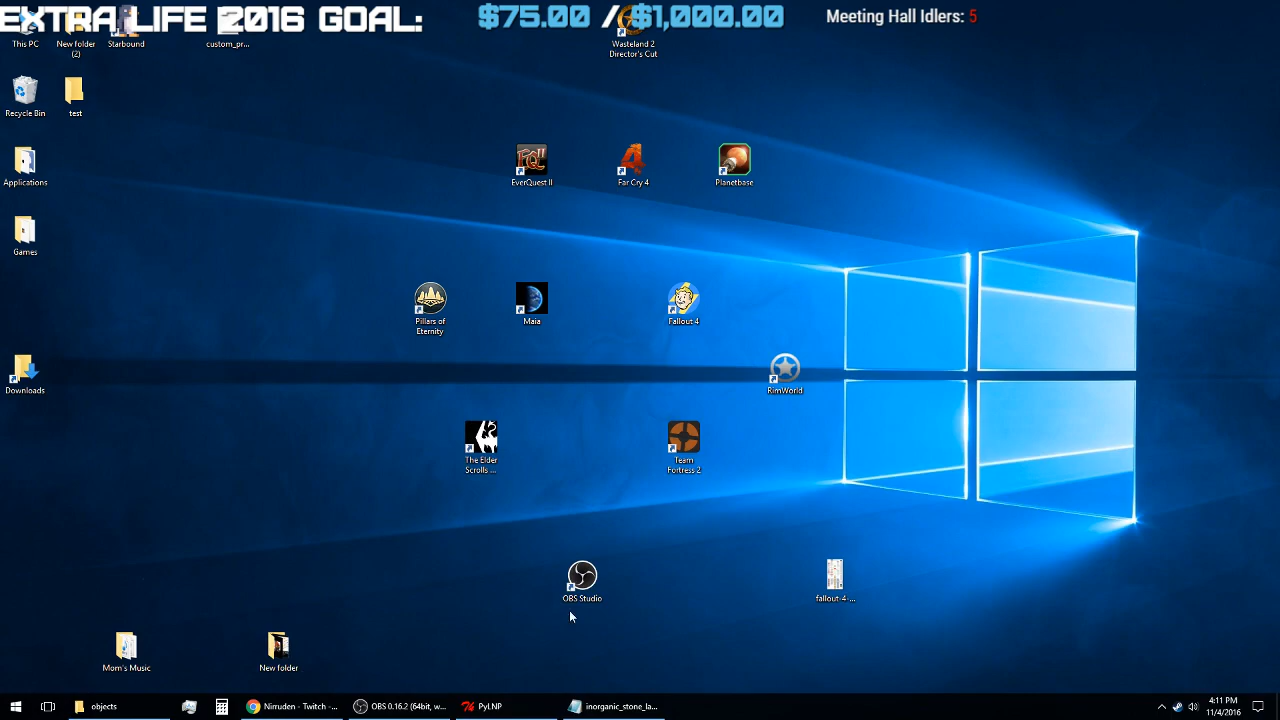 EXTRA LIFE 2016 GOAL: $75.00 / $1,000.00 Meeting Hall Idlers: 5
This PC New folder (2) Starbound custom_pr... Wasteland 2 Director's Cut
Recycle Bin test
Applications EverQuest II Far Cry 4 Planetbase
Games
Pillars of Eternity Maia Fallout 4
Downloads RimWorld
The Elder Scrolls ... Team Fortress 2
OBS Studio fallout-4-...
Mom's Music New folder
objects Nirruden - Twitch -... OBS 0.16.2 (64bit, w... PyLNP inorganic_stone_la... 4:11 PM
11/4/2016